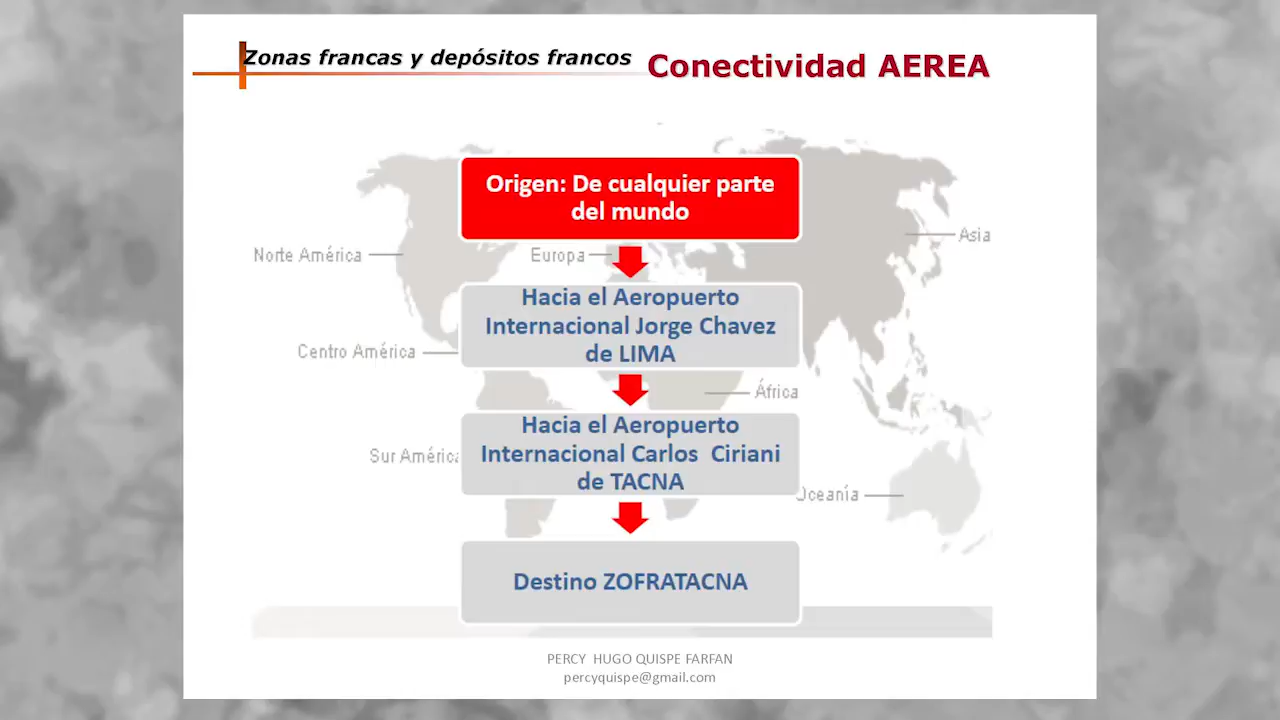 Zonas francas y depósitos francos
Conectividad AEREA
Origen: De cualquier parte
del mundo
Norte América
Europa
Asia
Hacia el Aeropuerto
Internacional Jorge Chavez
de LIMA
Centro América
África
Hacia el Aeropuerto
Internacional Carlos Ciriani
de TACNA
Sur América
Oceanía
Destino ZOFRATACNA
PERCY HUGO QUISPE FARFAN
percyquispe@gmail.com